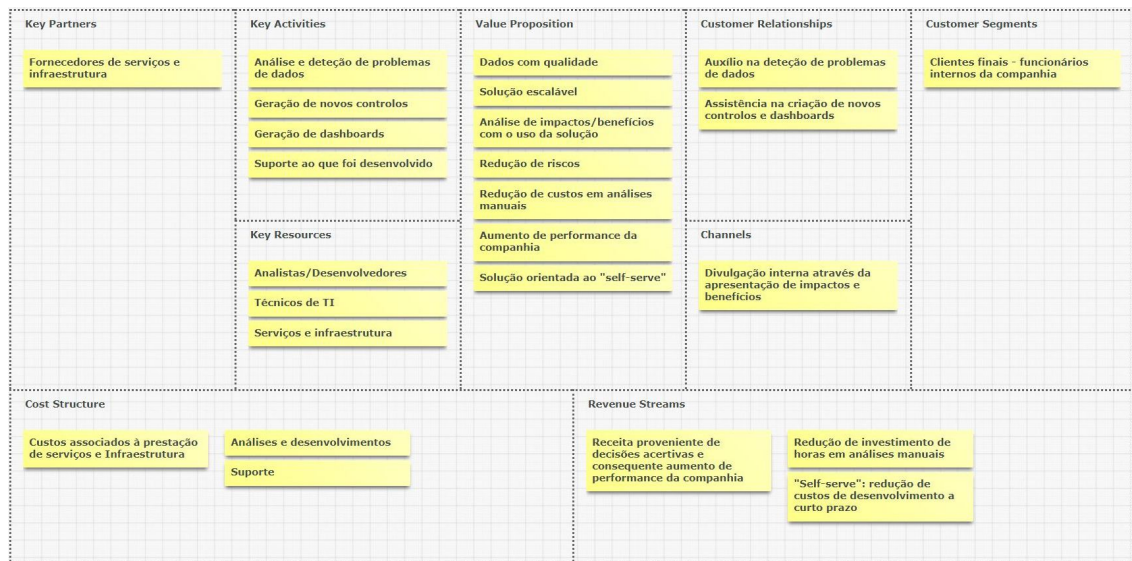 Key Partners
Fornecedores de serviços e
infraestrutura
Key Activities
Análise e deteção de problemas
de dados
Geração de novos controlos
Geração de dashboards
Suporte ao que foi desenvolvido
Key Resources
Analistas/Desenvolvedores
Técnicos de TI
Serviços e infraestrutura
Value Proposition
Dados com qualidade
Solução escalável
Análise de impactos/benefícios
com o uso da solução
Redução de riscos
Redução de custos em análises
manuais
Aumento de performance da
companhia
Solução orientada ao "self-serve"
Customer Relationships
Auxílio na deteção de problemas
de dados
Assistência na criação de novos
controlos e dashboards
Channels
Divulgação interna através da
apresentação de impactos e
benefícios
Customer Segments
Clientes finais - funcionários
internos da companhia
Cost Structure
Custos associados à prestação
de serviços e Infraestrutura
Análises e desenvolvimentos
Suporte
Revenue Streams
Receita proveniente de
decisões acertivas e
consequente aumento de
performance da companhia
Redução de investimento de
horas em análises manuais
"Self-serve": redução de
custos de desenvolvimento a
curto prazo